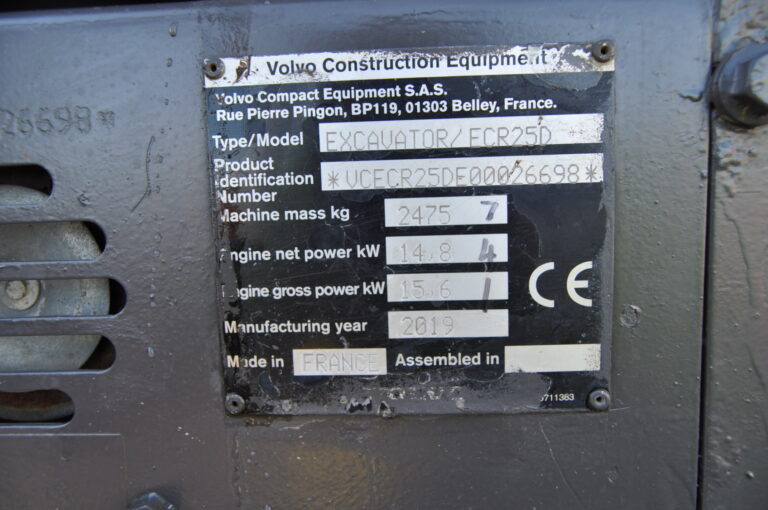 Volvo Construction Equipment
Volvo Compact Equipment S.A.S.
Rue Pierre Pingon, BP119, 01303 Belley, France.
26698*
Type/Model EXCAVATOR/ECR25D
Product Identification Number *VCECR25DE00026698*
Machine mass kg 2475 7
Engine net power kW 14,8 4
Engine gross power kW 15,6 1
CE
Manufacturing year 2019
Made in FRANCE Assembled in
6711383